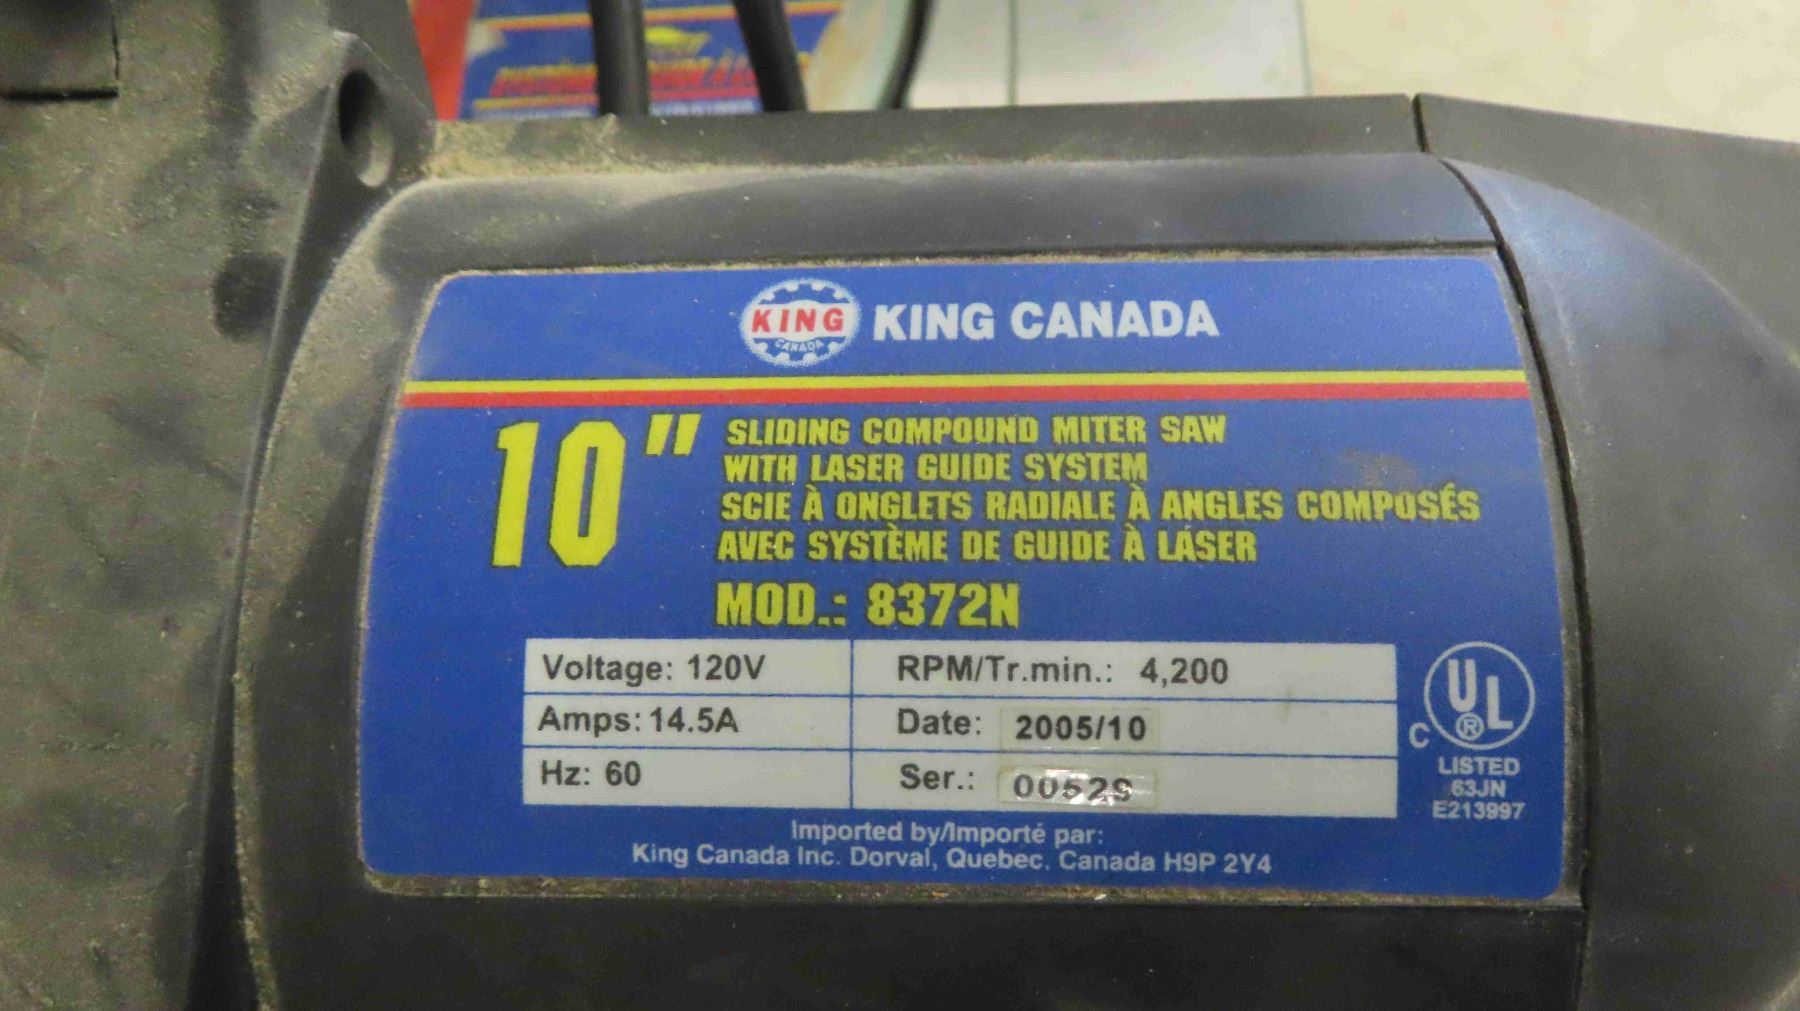 KING
CANADA
KING CANADA
10"
SLIDING COMPOUND MITER SAW
WITH LASER GUIDE SYSTEM
SCIE À ONGLETS RADIALE À ANGLES COMPOSÉS
AVEC SYSTÈME DE GUIDE À LASER
MOD.: 8372N
Voltage: 120V RPM/Tr.min.: 4,200
Amps: 14.5A Date: 2005/10
Hz: 60 Ser.: 00529
C UL ®
LISTED
63JN
E213997
Imported by/Importé par:
King Canada Inc. Dorval, Quebec. Canada H9P 2Y4